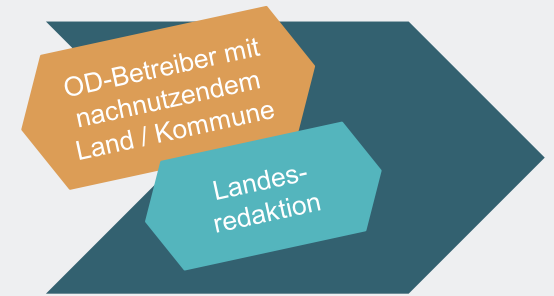 OD-Betreiber mit
nachnutzendem
Land / Kommune
Landes-
redaktion